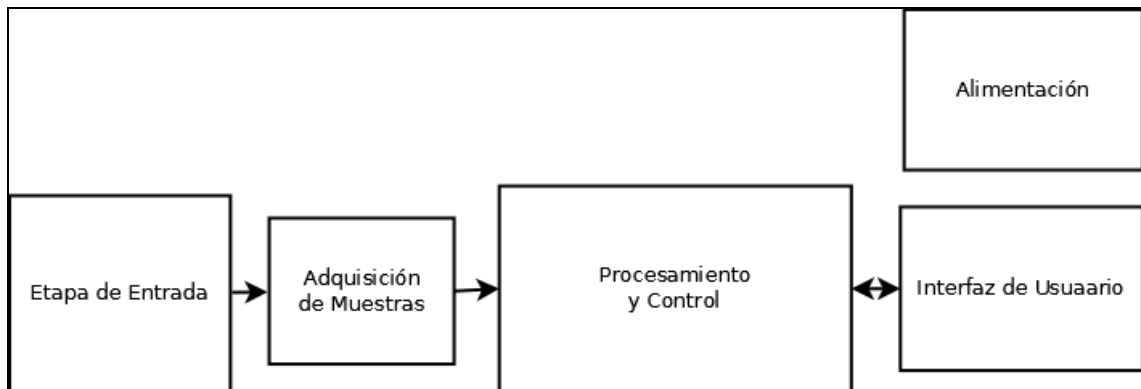 Alimentación
Etapa de Entrada
Adquisición
de Muestras
Procesamiento
y Control
Interfaz de Usuaario